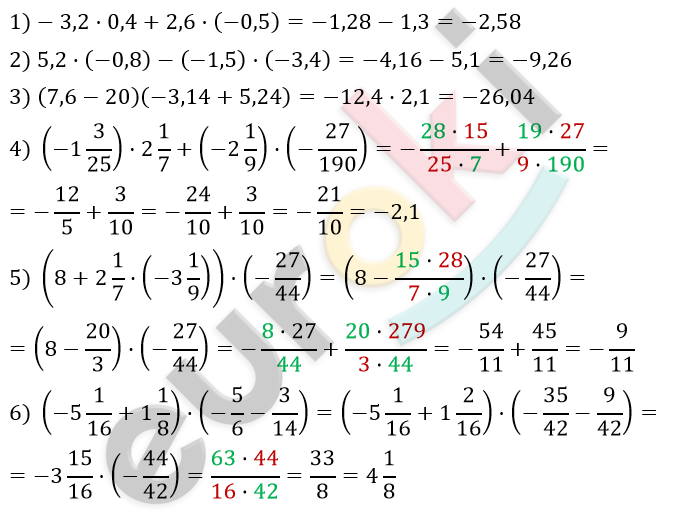 1) − 3,2 · 0,4 + 2,6 · (−0,5) = −1,28 − 1,3 = −2,58
2) 5,2 · (−0,8) − (−1,5) · (−3,4) = −4,16 − 5,1 = −9,26
3) (7,6 − 20)(−3,14 + 5,24) = −12,4 · 2,1 = −26,04
4) (−1 3/25) · 2 1/7 + (−2 1/9) · (− 27/190) = − (28 · 15)/(25 · 7) + (19 · 27)/(9 · 190) =
= − 12/5 + 3/10 = − 24/10 + 3/10 = − 21/10 = −2,1
5) (8 + 2 1/7 · (−3 1/9)) · (− 27/44) = (8 − (15 · 28)/(7 · 9)) · (− 27/44) =
= (8 − 20/3) · (− 27/44) = − (8 · 27)/44 + (20 · 279)/(3 · 44) = − 54/11 + 45/11 = − 9/11
6) (−5 1/16 + 1 1/8) · (− 5/6 − 3/14) = (−5 1/16 + 1 2/16) · (− 35/42 − 9/42) =
= −3 15/16 · (− 44/42) = (63 · 44)/(16 · 42) = 33/8 = 4 1/8
euroki